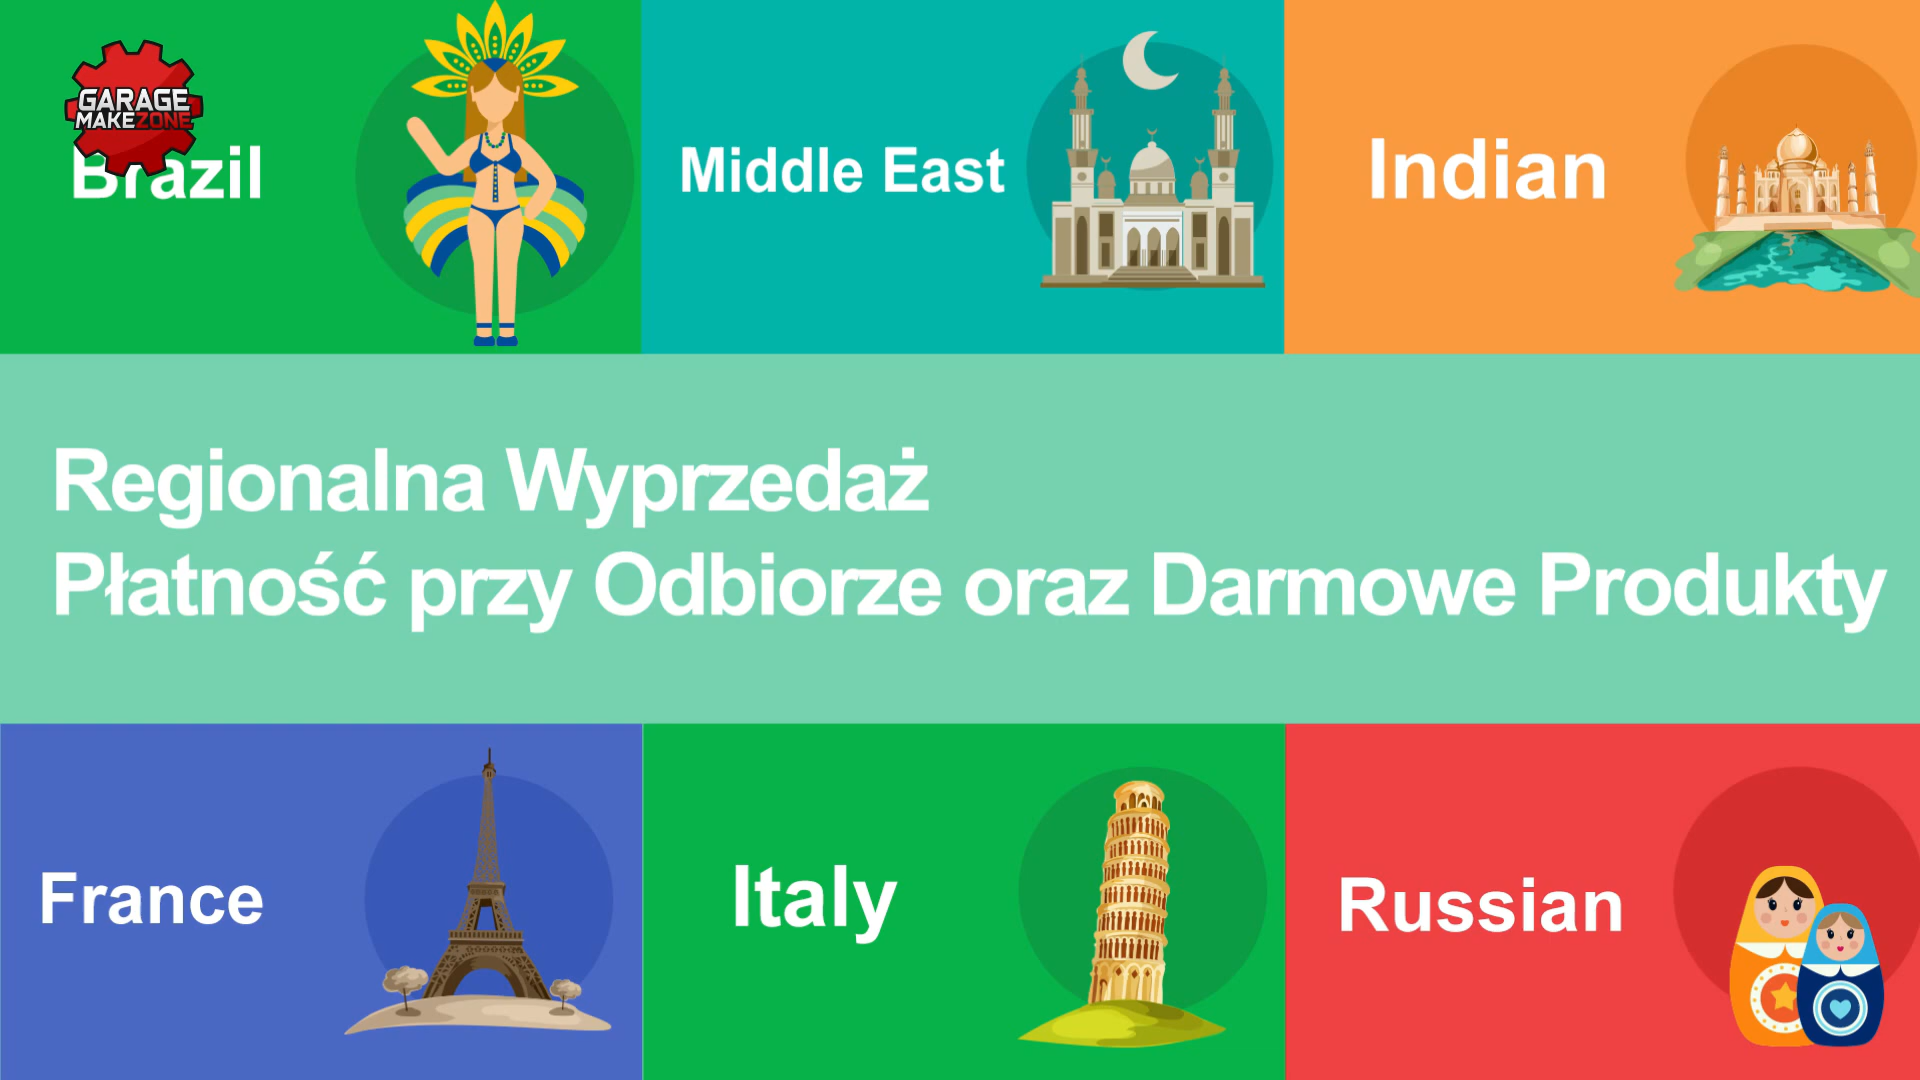 GARAGE
MAKEZONE
Brazil
Middle East
Indian
Regionalna Wyprzedaż
Płatność przy Odbiorze oraz Darmowe Produkty
France
Italy
Russian